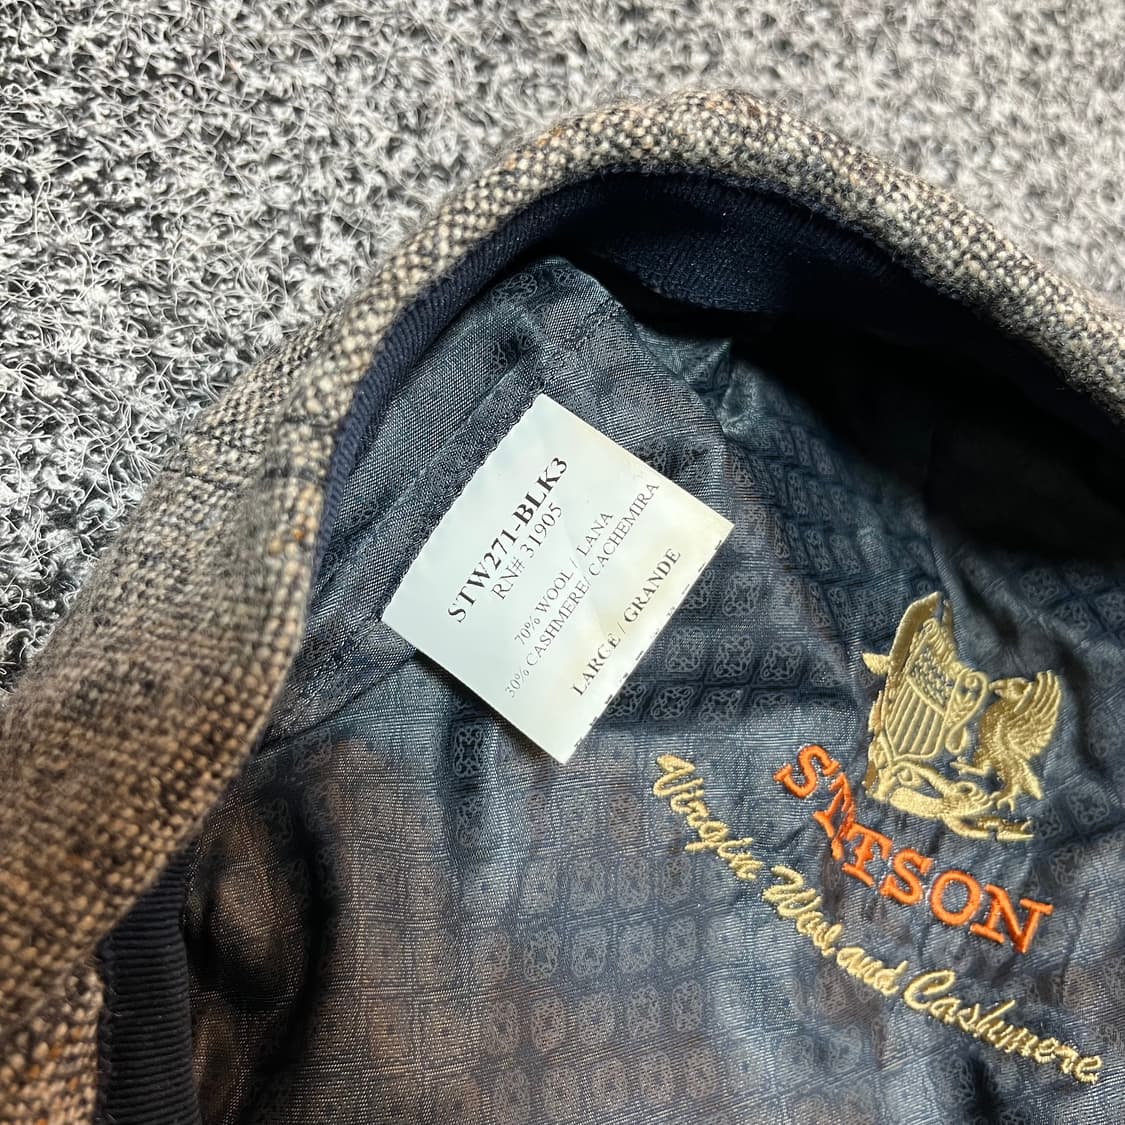 STW271-BLK3
RN# 31905
70% WOOL / LANA
30% CASHMERE/ CACHEMIRA
LARGE / GRANDE
STETSON
Virgin Wool and Cashmere